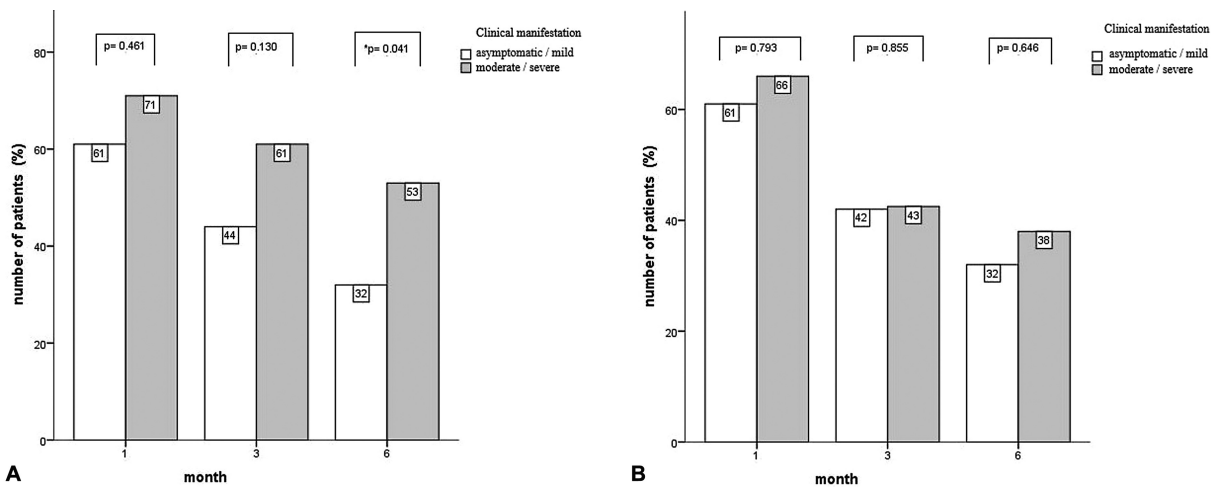 Clinical manifestation
asymptomatic / mild
moderate / severe
p= 0.461
p= 0.130
*p= 0.041
number of patients (%)
80
60
40
20
0
71
61
61
44
53
32
1
3
6
month
A
Clinical manifestation
asymptomatic / mild
moderate / severe
p= 0.793
p= 0.855
p= 0.646
number of patients (%)
60
40
20
0
66
61
42
43
38
32
1
3
6
month
B